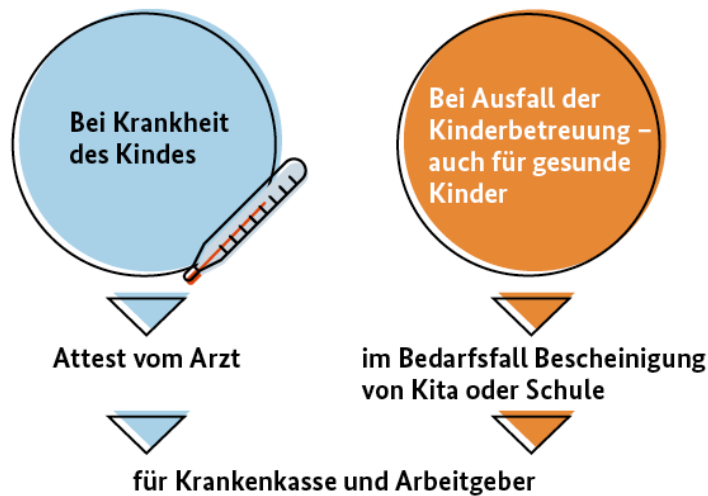 Bei Krankheit
des Kindes
Bei Ausfall der
Kinderbetreuung –
auch für gesunde
Kinder
Attest vom Arzt
im Bedarfsfall Bescheinigung
von Kita oder Schule
für Krankenkasse und Arbeitgeber